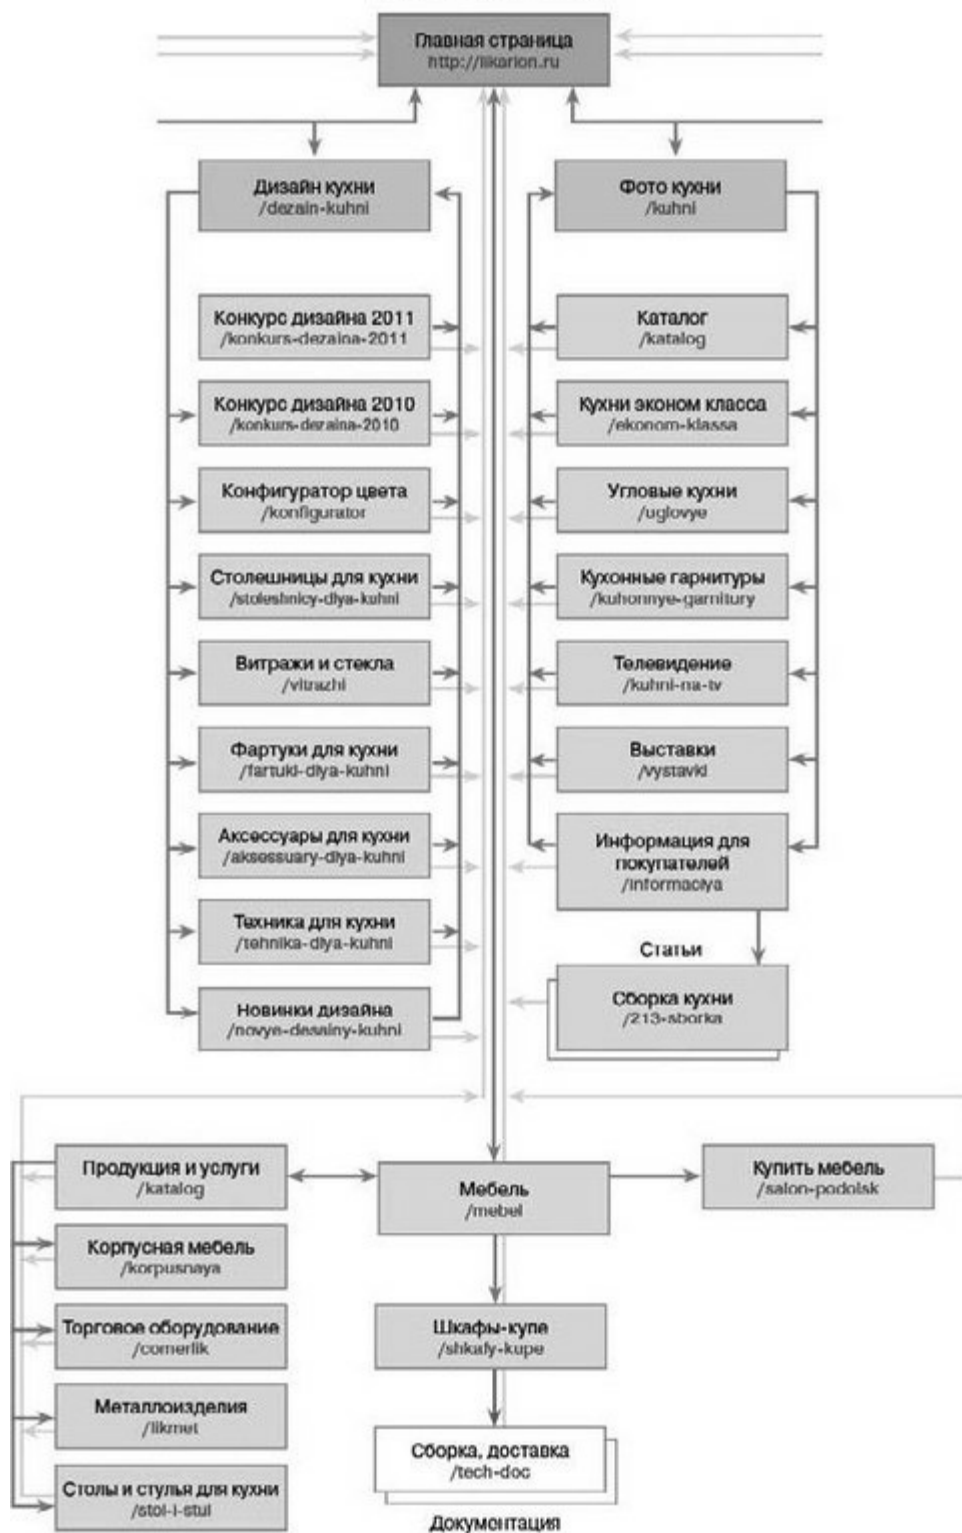 Главная страница
http://likarion.ru
Дизайн кухни
/dezain-kuhni
Фото кухни
/kuhni
Конкурс дизайна 2011
/konkurs-dezaina-2011
Каталог
/katalog
Конкурс дизайна 2010
/konkurs-dezaina-2010
Кухни эконом класса
/ekonom-klassa
Конфигуратор цвета
/konfigurator
Угловые кухни
/uglovye
Столешницы для кухни
/stoleshnicy-dlya-kuhni
Кухонные гарнитуры
/kuhonnye-garnitury
Витражи и стекла
/vitrazhi
Телевидение
/kuhni-na-tv
Фартуки для кухни
/fartuki-dlya-kuhni
Выставки
/vystavki
Аксессуары для кухни
/aksessuary-dlya-kuhni
Информация для
покупателей
/informaciya
Техника для кухни
/tehnika-dlya-kuhni
Статьи
Новинки дизайна
/novye-desainy-kuhni
Сборка кухни
/213-sborka
Продукция и услуги
/katalog
Мебель
/mebel
Купить мебель
/salon-podolsk
Корпусная мебель
/korpusnaya
Торговое оборудование
/comerlik
Шкафы-купе
/shkafy-kupe
Металлоизделия
/likmet
Сборка, доставка
/tech-doc
Столы и стулья для кухни
/stol-i-stul
Документация